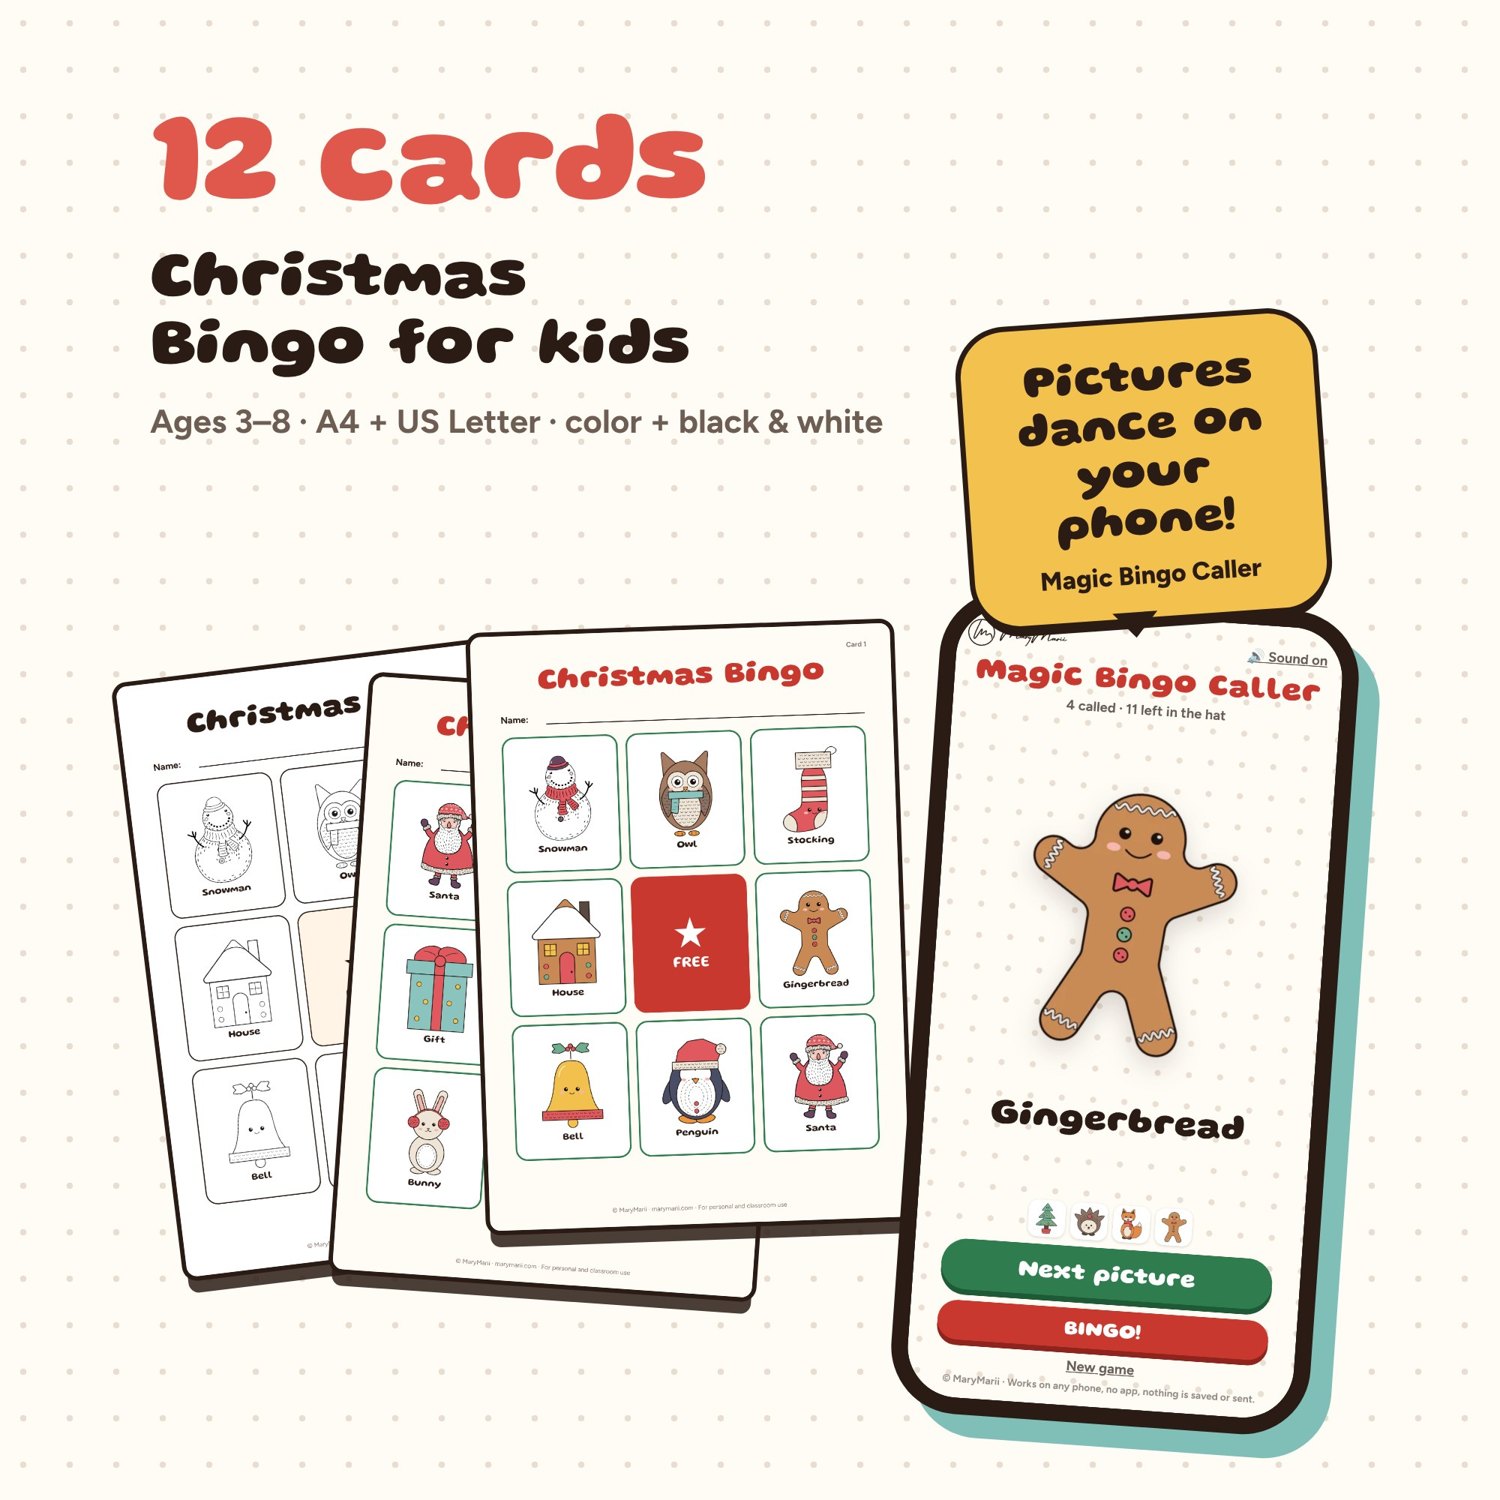 12 cards
Christmas
Bingo for kids
Ages 3–8 · A4 + US Letter · color + black & white
Pictures
dance on
your
phone!
Magic Bingo Caller
Christmas
Name:
Snowman
House
Bell
Name:
Santa
Gift
Bunny
© MaryMarii · marymarii.com · For personal and classroom use
Card 1
Christmas Bingo
Name:
Snowman
Owl
Stocking
House
FREE
Gingerbread
Bell
Penguin
Santa
© MaryMarii · marymarii.com · For personal and classroom use
Sound on
Magic Bingo Caller
4 called · 11 left in the hat
Gingerbread
Next picture
BINGO!
New game
© MaryMarii · Works on any phone, no app, nothing is saved or sent.